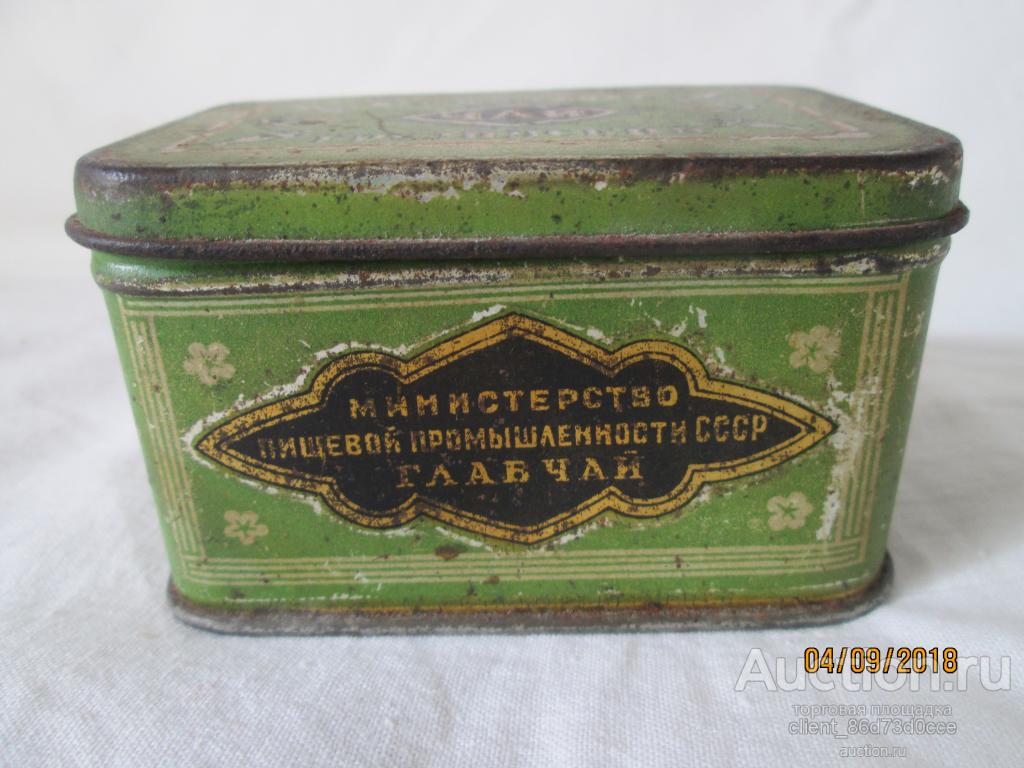 МИНИСТЕРСТВО
ПИЩЕВОЙ ПРОМЫШЛЕННОСТИ СССР
ГЛАВЧАЙ
04/09/2018
Auction.ru
торговая площадка
client_86d73d0cce
auction.ru